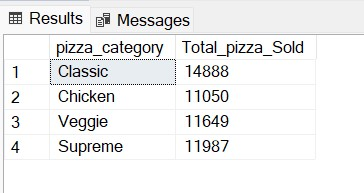 Results Messages
pizza_category Total_pizza_Sold
1 Classic 14888
2 Chicken 11050
3 Veggie 11649
4 Supreme 11987